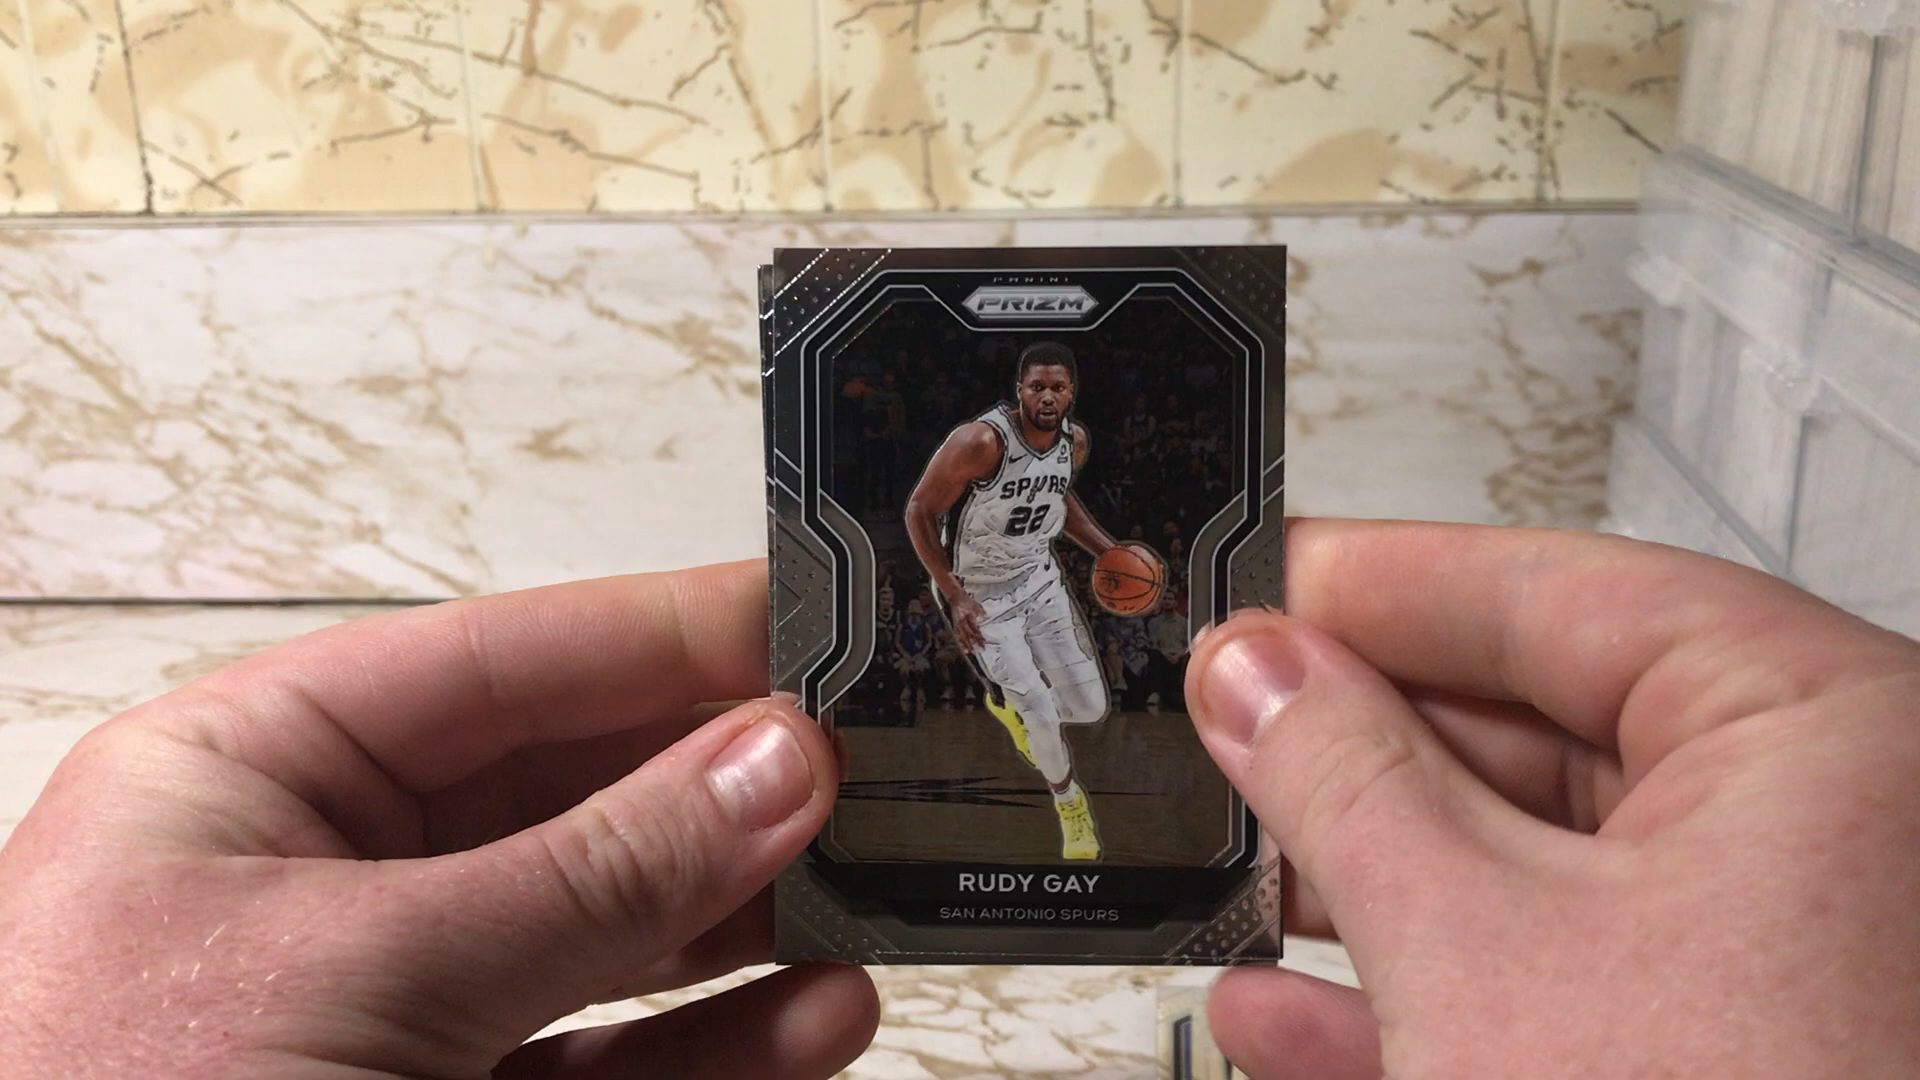 PANINI
PRIZM
SPURS
22
RUDY GAY
SAN ANTONIO SPURS